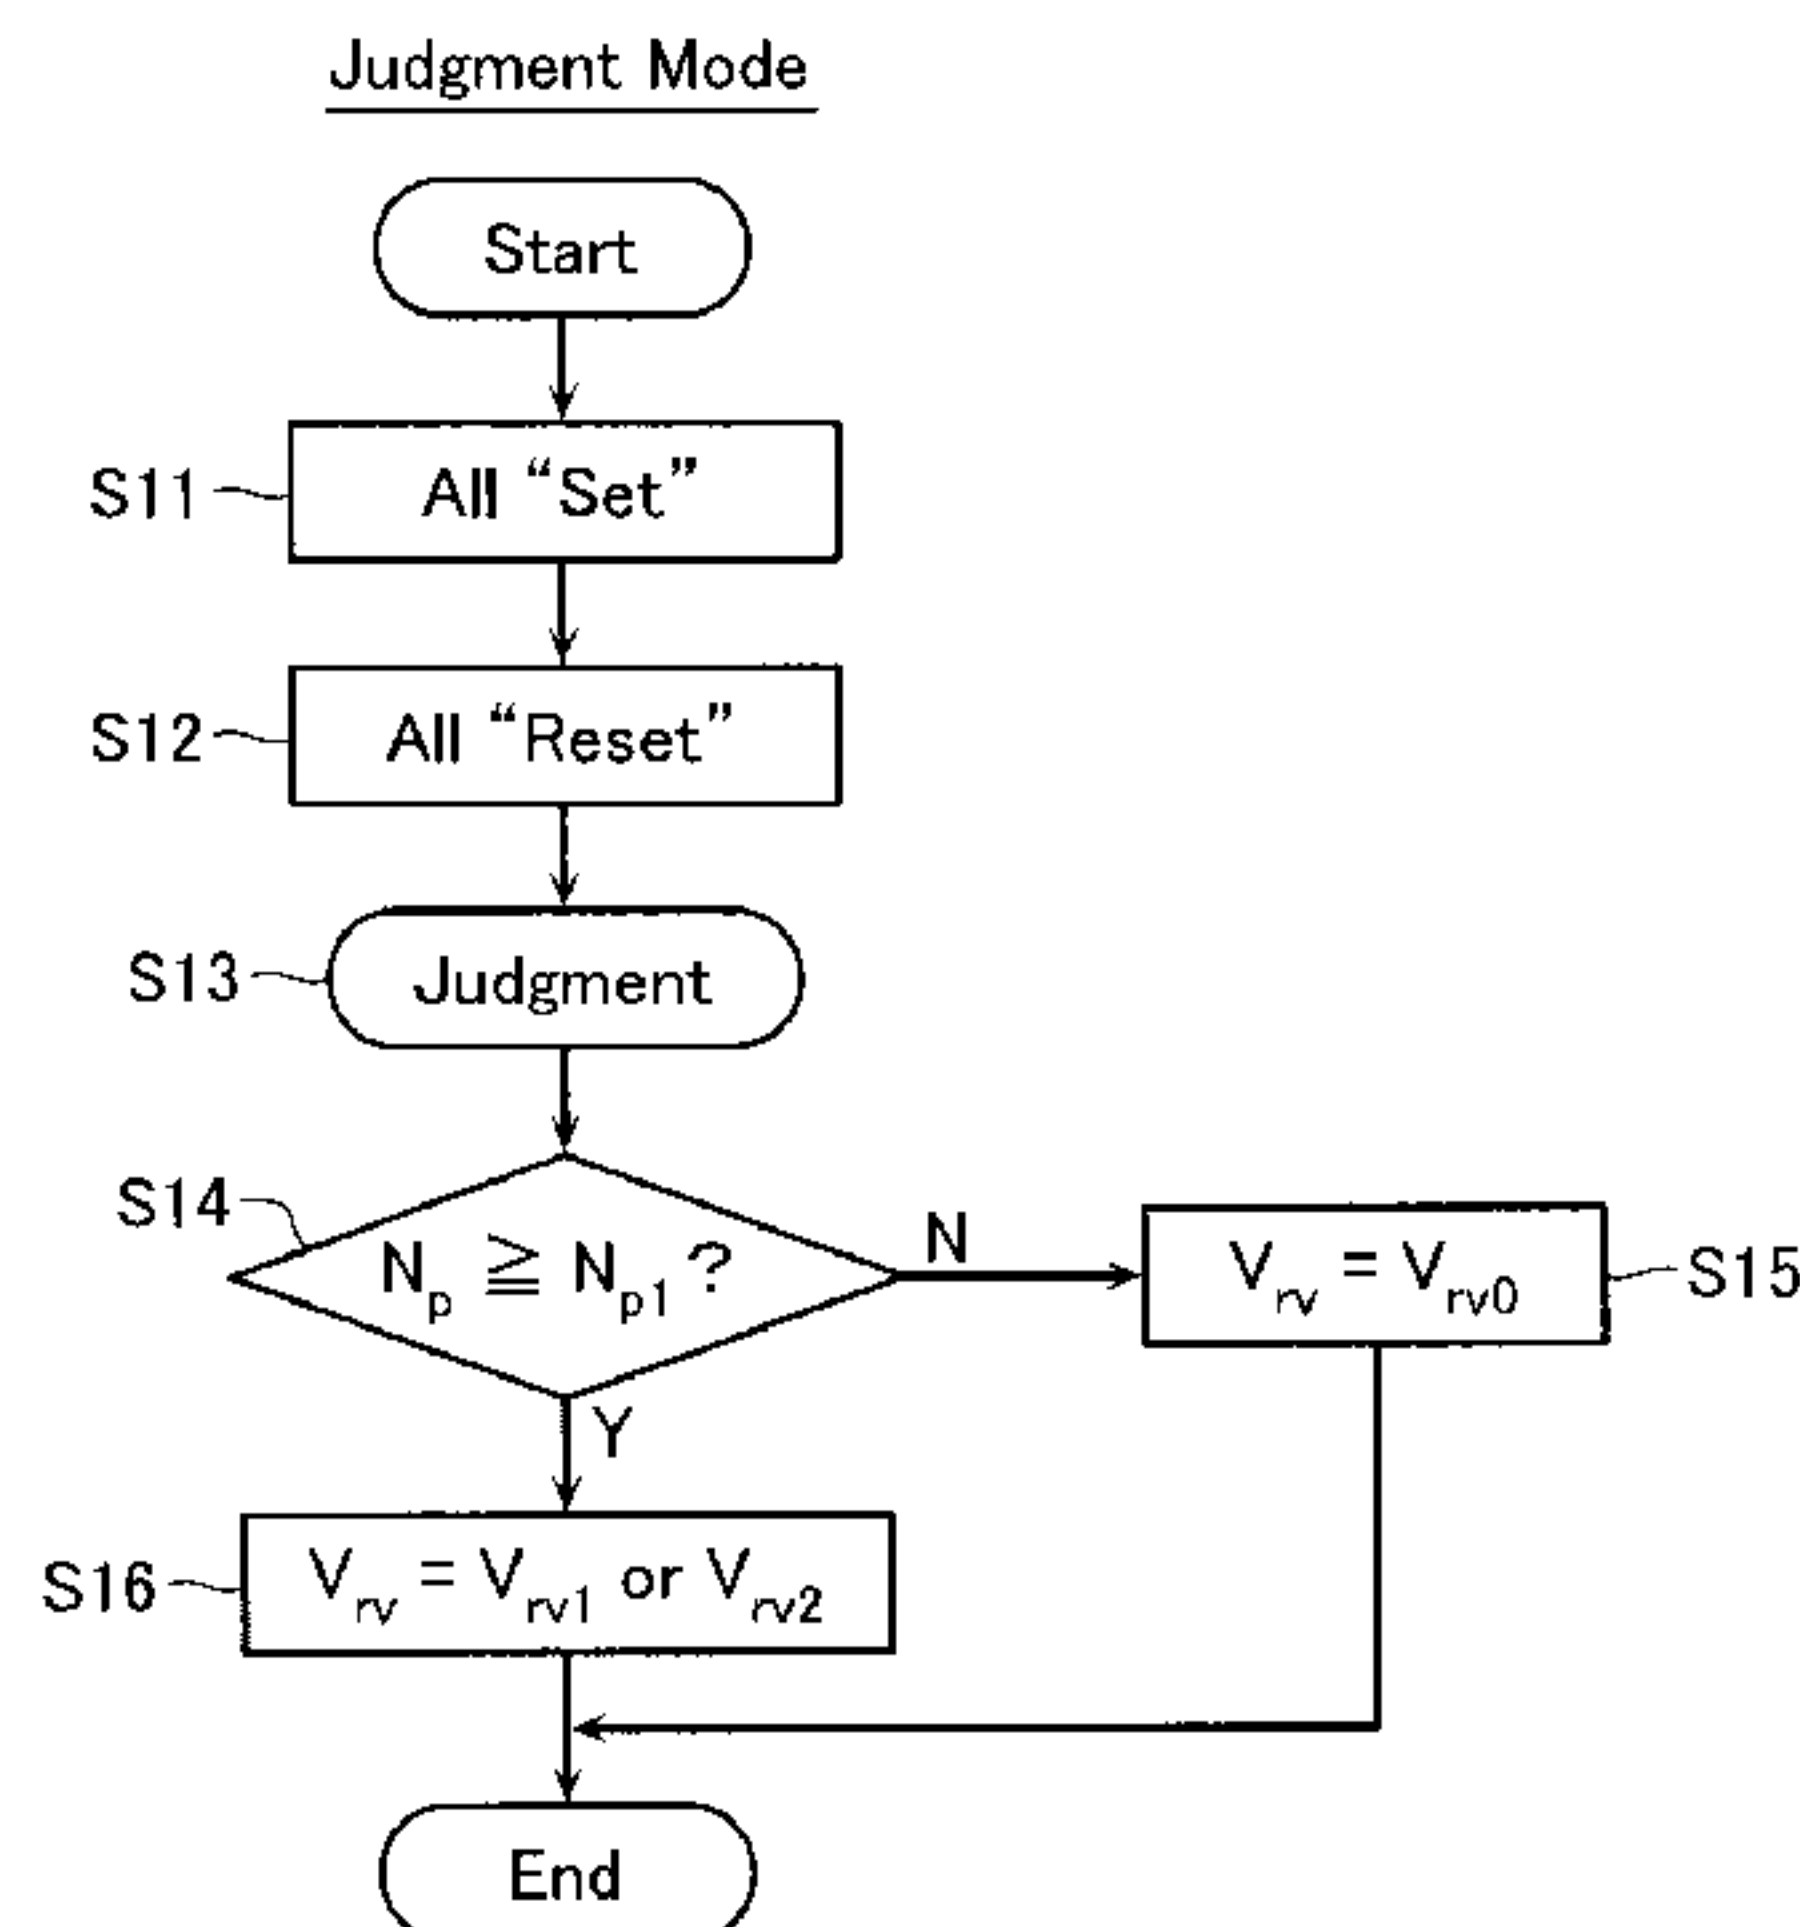 Judgment Mode
Start
S11
All “Set”
S12
All “Reset”
S13
Judgment
S14
Np ≧ Np1 ?
N
Vrv = Vrv0
S15
Y
S16
Vrv = Vrv1 or Vrv2
End